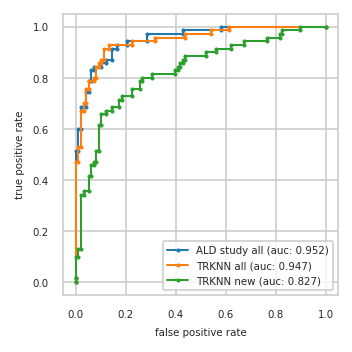 1.0
0.8
0.6
0.4
0.2
0.0
true positive rate
ALD study all (auc: 0.952)
TRKNN all (auc: 0.947)
TRKNN new (auc: 0.827)
0.0 0.2 0.4 0.6 0.8 1.0
false positive rate